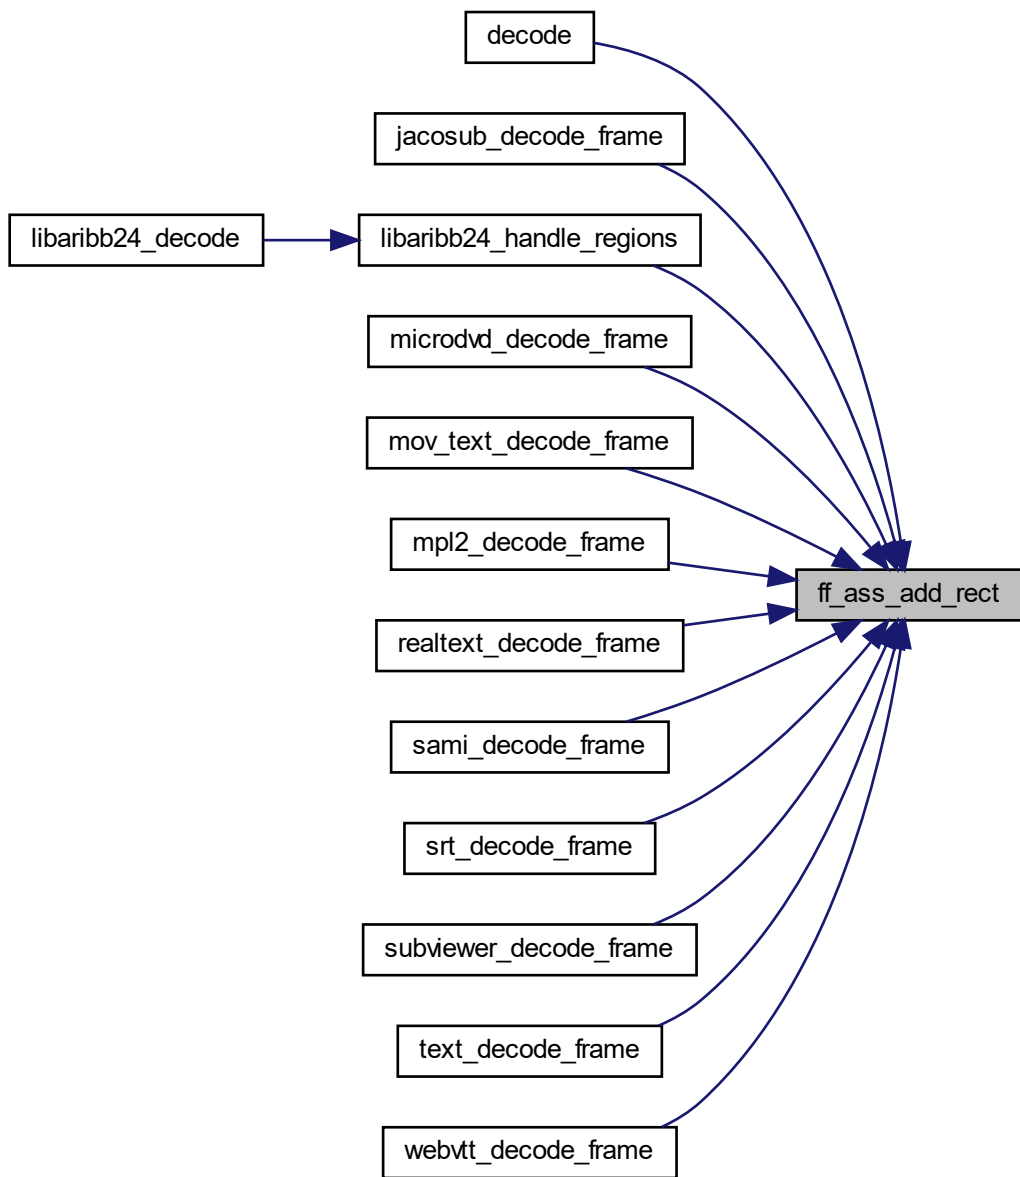 decode
jacosub_decode_frame
libaribb24_decode
libaribb24_handle_regions
microdvd_decode_frame
mov_text_decode_frame
mpl2_decode_frame
ff_ass_add_rect
realtext_decode_frame
sami_decode_frame
srt_decode_frame
subviewer_decode_frame
text_decode_frame
webvtt_decode_frame